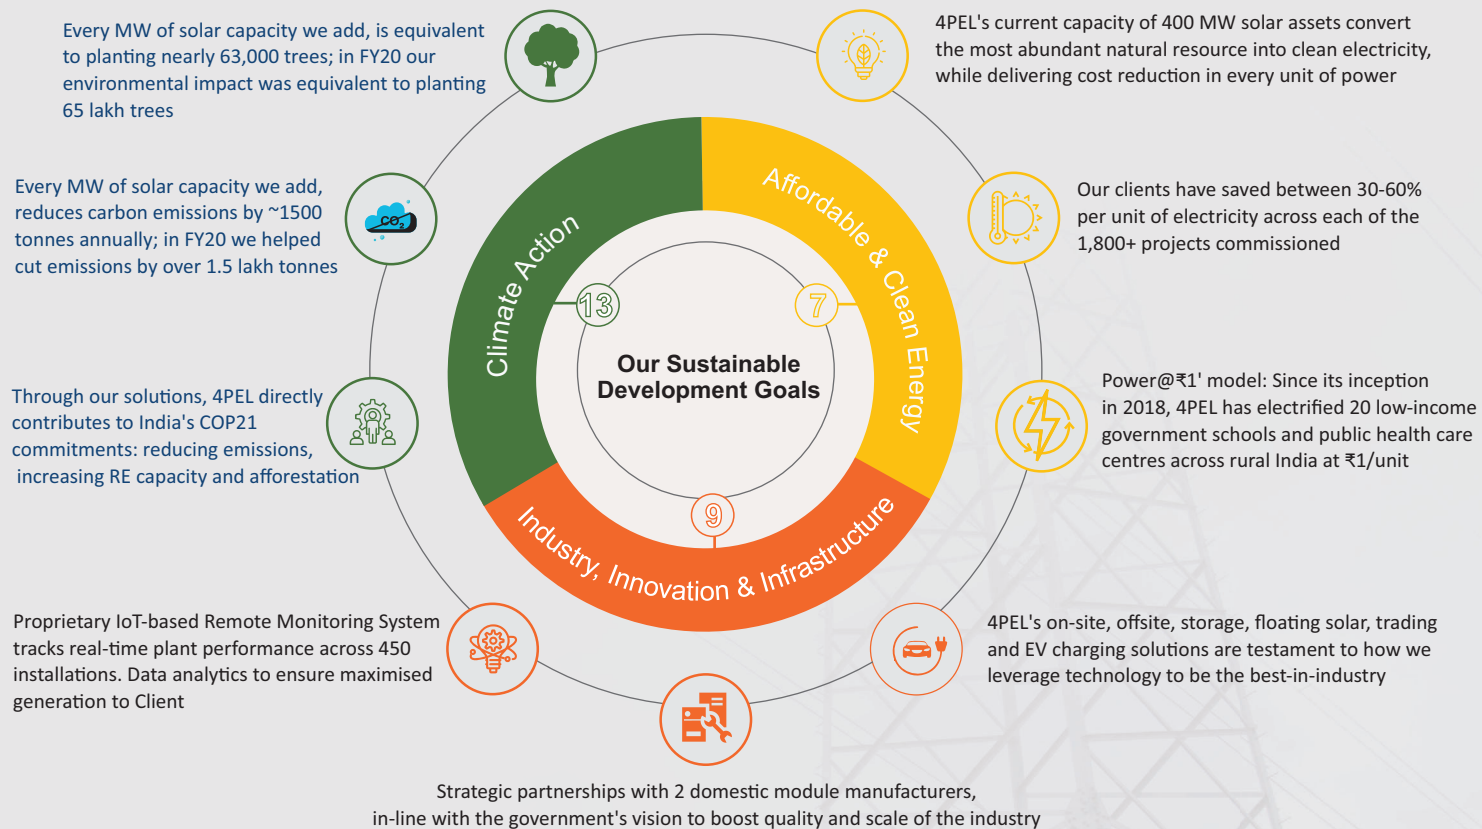 Every MW of solar capacity we add, is equivalent
to planting nearly 63,000 trees; in FY20 our
environmental impact was equivalent to planting
65 lakh trees
4PEL's current capacity of 400 MW solar assets convert
the most abundant natural resource into clean electricity,
while delivering cost reduction in every unit of power
Every MW of solar capacity we add,
reduces carbon emissions by ~1500
tonnes annually; in FY20 we helped
cut emissions by over 1.5 lakh tonnes
CO2
Our clients have saved between 30-60%
per unit of electricity across each of the
1,800+ projects commissioned
Climate Action
Affordable & Clean Energy
13
7
Our Sustainable
Development Goals
9
Industry, Innovation & Infrastructure
Through our solutions, 4PEL directly
contributes to India's COP21
commitments: reducing emissions,
increasing RE capacity and afforestation
Power@₹1' model: Since its inception
in 2018, 4PEL has electrified 20 low-income
government schools and public health care
centres across rural India at ₹1/unit
Proprietary IoT-based Remote Monitoring System
tracks real-time plant performance across 450
installations. Data analytics to ensure maximised
generation to Client
4PEL's on-site, offsite, storage, floating solar, trading
and EV charging solutions are testament to how we
leverage technology to be the best-in-industry
Strategic partnerships with 2 domestic module manufacturers,
in-line with the government's vision to boost quality and scale of the industry